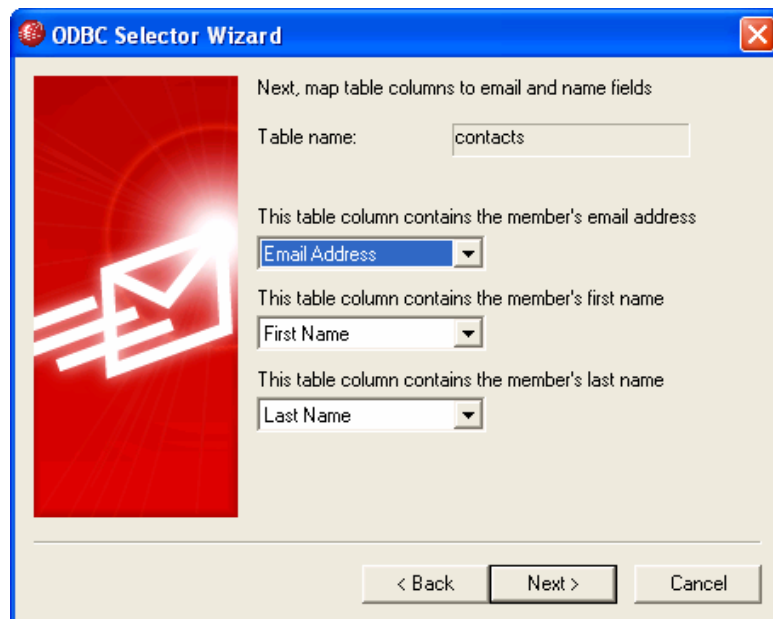 ODBC Selector Wizard
Next, map table columns to email and name fields
Table name: contacts
This table column contains the member's email address
Email Address
This table column contains the member's first name
First Name
This table column contains the member's last name
Last Name
< Back Next > Cancel